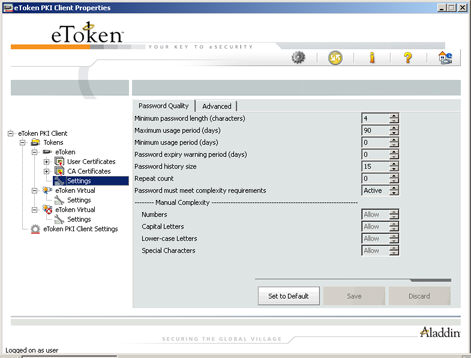 eToken PKI Client Properties
eToken
YOUR KEY TO eSECURITY
Password Quality
Advanced
eToken PKI Client
Tokens
eToken
User Certificates
CA Certificates
Settings
eToken Virtual
Settings
eToken Virtual
Settings
eToken PKI Client Settings
Minimum password length (characters) 4
Maximum usage period (days) 90
Minimum usage period (days) 0
Password expiry warning period (days) 0
Password history size 15
Repeat count 0
Password must meet complexity requirements Active
-------- Manual Complexity --------
Numbers Allow
Capital Letters Allow
Lower-case Letters Allow
Special Characters Allow
Set to Default Save Discard
SECURING THE GLOBAL VILLAGE
Aladdin
Logged on as user